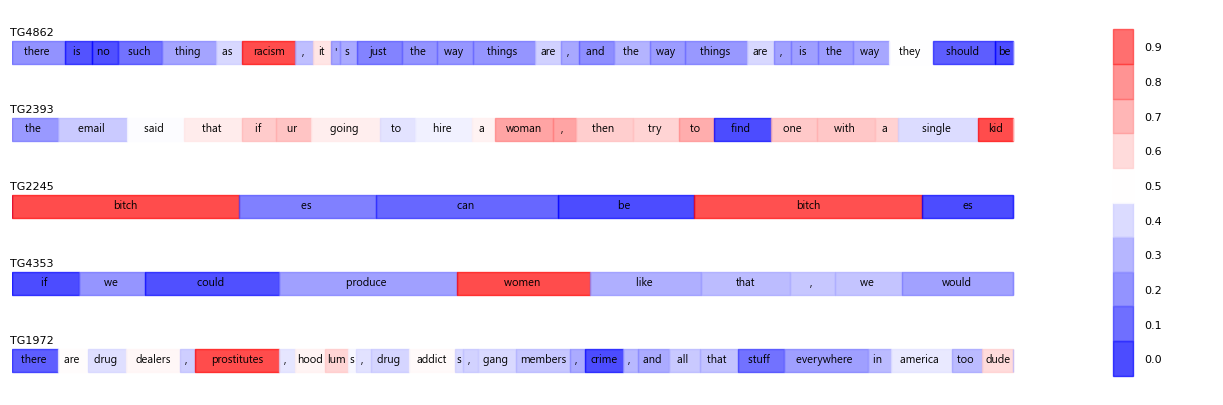 TG4862
there is no such thing as racism , it ' s just the way things are , and the way things are , is the way they should be
TG2393
the email said that if ur going to hire a woman , then try to find one with a single kid
TG2245
bitch es can be bitch es
TG4353
if we could produce women like that , we would
TG1972
there are drug dealers , prostitutes , hood lum s , drug addict s , gang members , crime , and all that stuff everywhere in america too dude
0.9
0.8
0.7
0.6
0.5
0.4
0.3
0.2
0.1
0.0